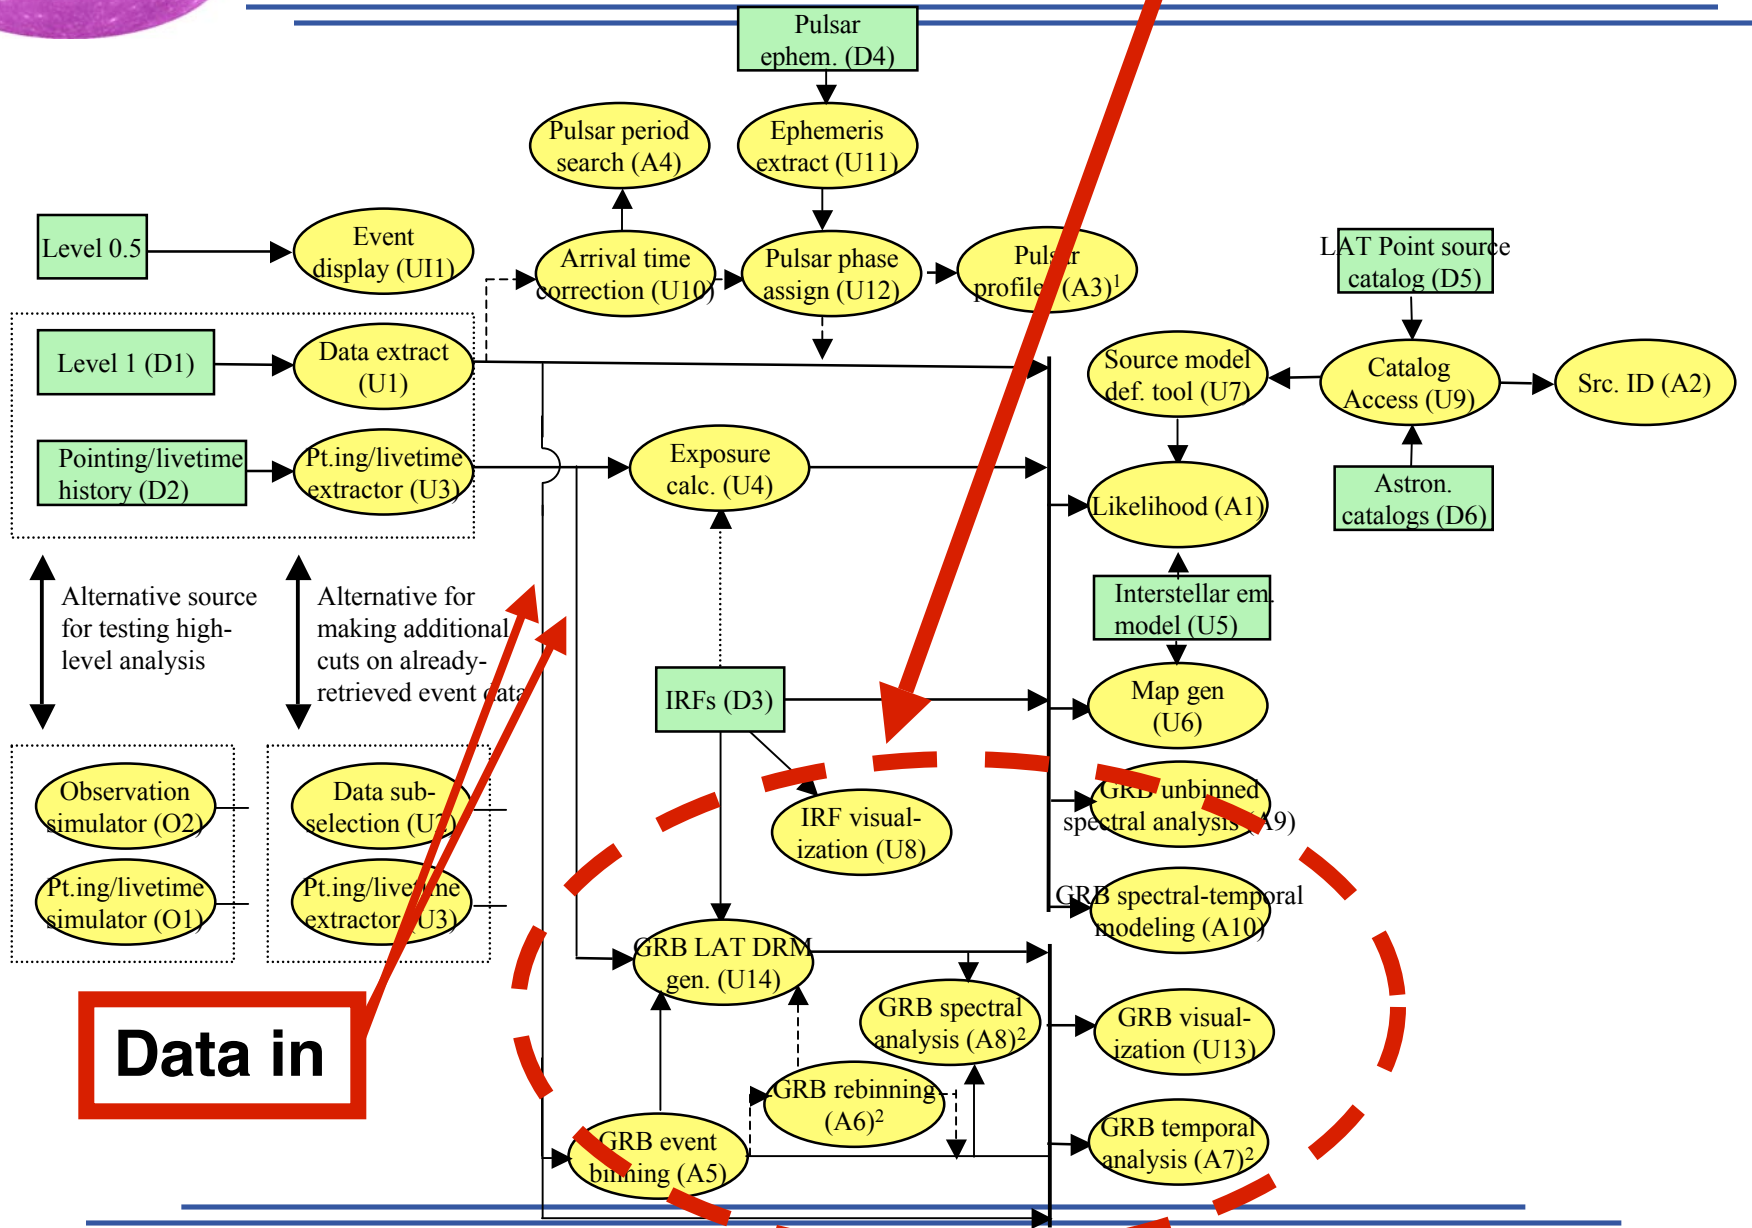 Pulsar
ephem. (D4)
Pulsar period
search (A4)
Ephemeris
extract (U11)
Level 0.5
Event
display (UI1)
Arrival time
correction (U10)
Pulsar phase
assign (U12)
Pulsar
profiles (A3)¹
LAT Point source
catalog (D5)
Level 1 (D1)
Data extract
(U1)
Source model
def. tool (U7)
Catalog
Access (U9)
Src. ID (A2)
Pointing/livetime
history (D2)
Pt.ing/livetime
extractor (U3)
Exposure
calc. (U4)
Likelihood (A1)
Astron.
catalogs (D6)
Alternative source
for testing high-
level analysis
Alternative for
making additional
cuts on already-
retrieved event data
Interstellar em.
model (U5)
IRFs (D3)
Map gen
(U6)
Observation
simulator (O2)
Data sub-
selection (U2)
IRF visual-
ization (U8)
GRB unbinned
spectral analysis (A9)
Pt.ing/livetime
simulator (O1)
Pt.ing/livetime
extractor (U3)
GRB spectral-temporal
modeling (A10)
GRB LAT DRM
gen. (U14)
GRB spectral
analysis (A8)²
GRB visual-
ization (U13)
Data in
GRB rebinning
(A6)²
GRB event
binning (A5)
GRB temporal
analysis (A7)²